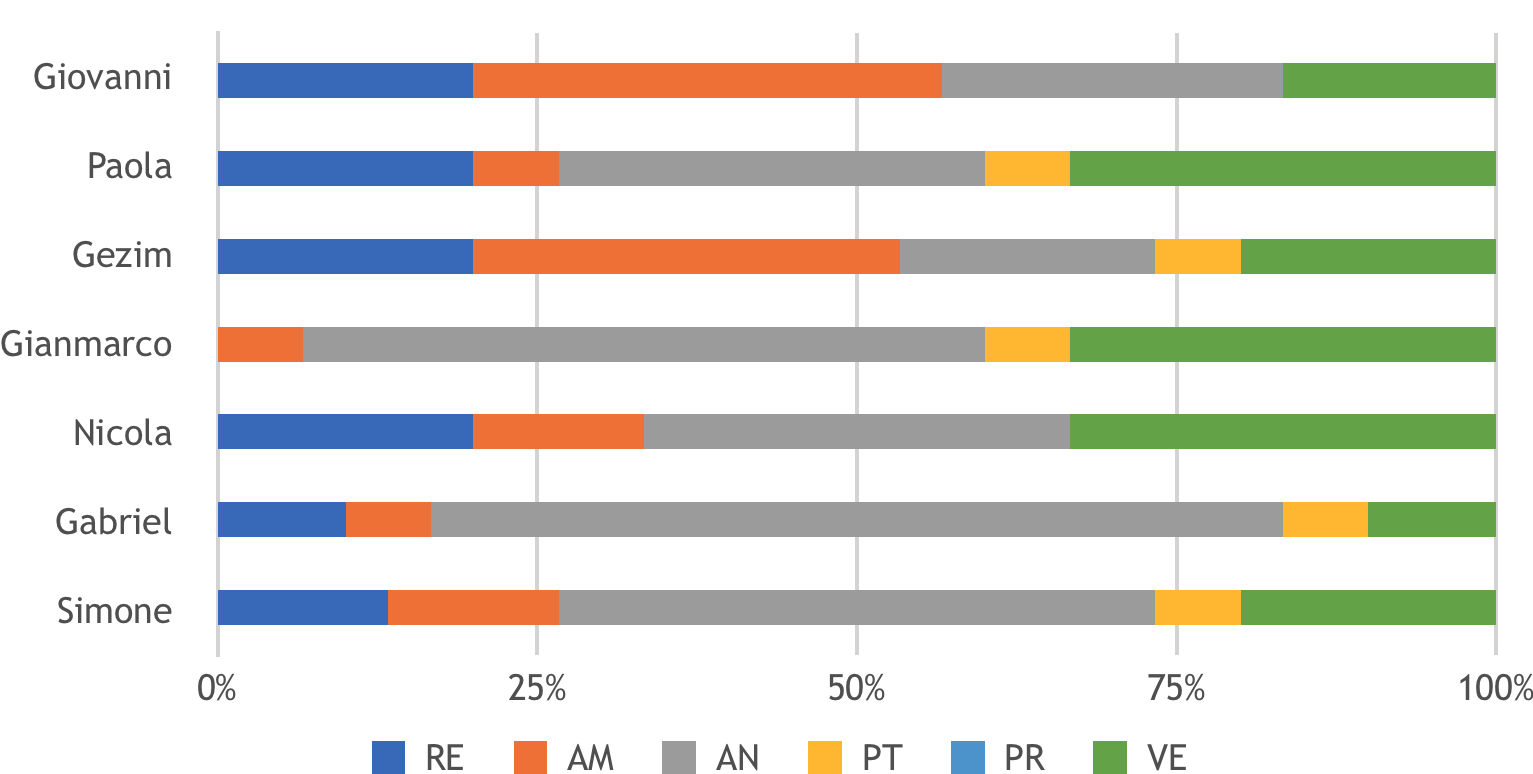 Giovanni
Paola
Gezim
Gianmarco
Nicola
Gabriel
Simone
0% 25% 50% 75% 100%
RE AM AN PT PR VE